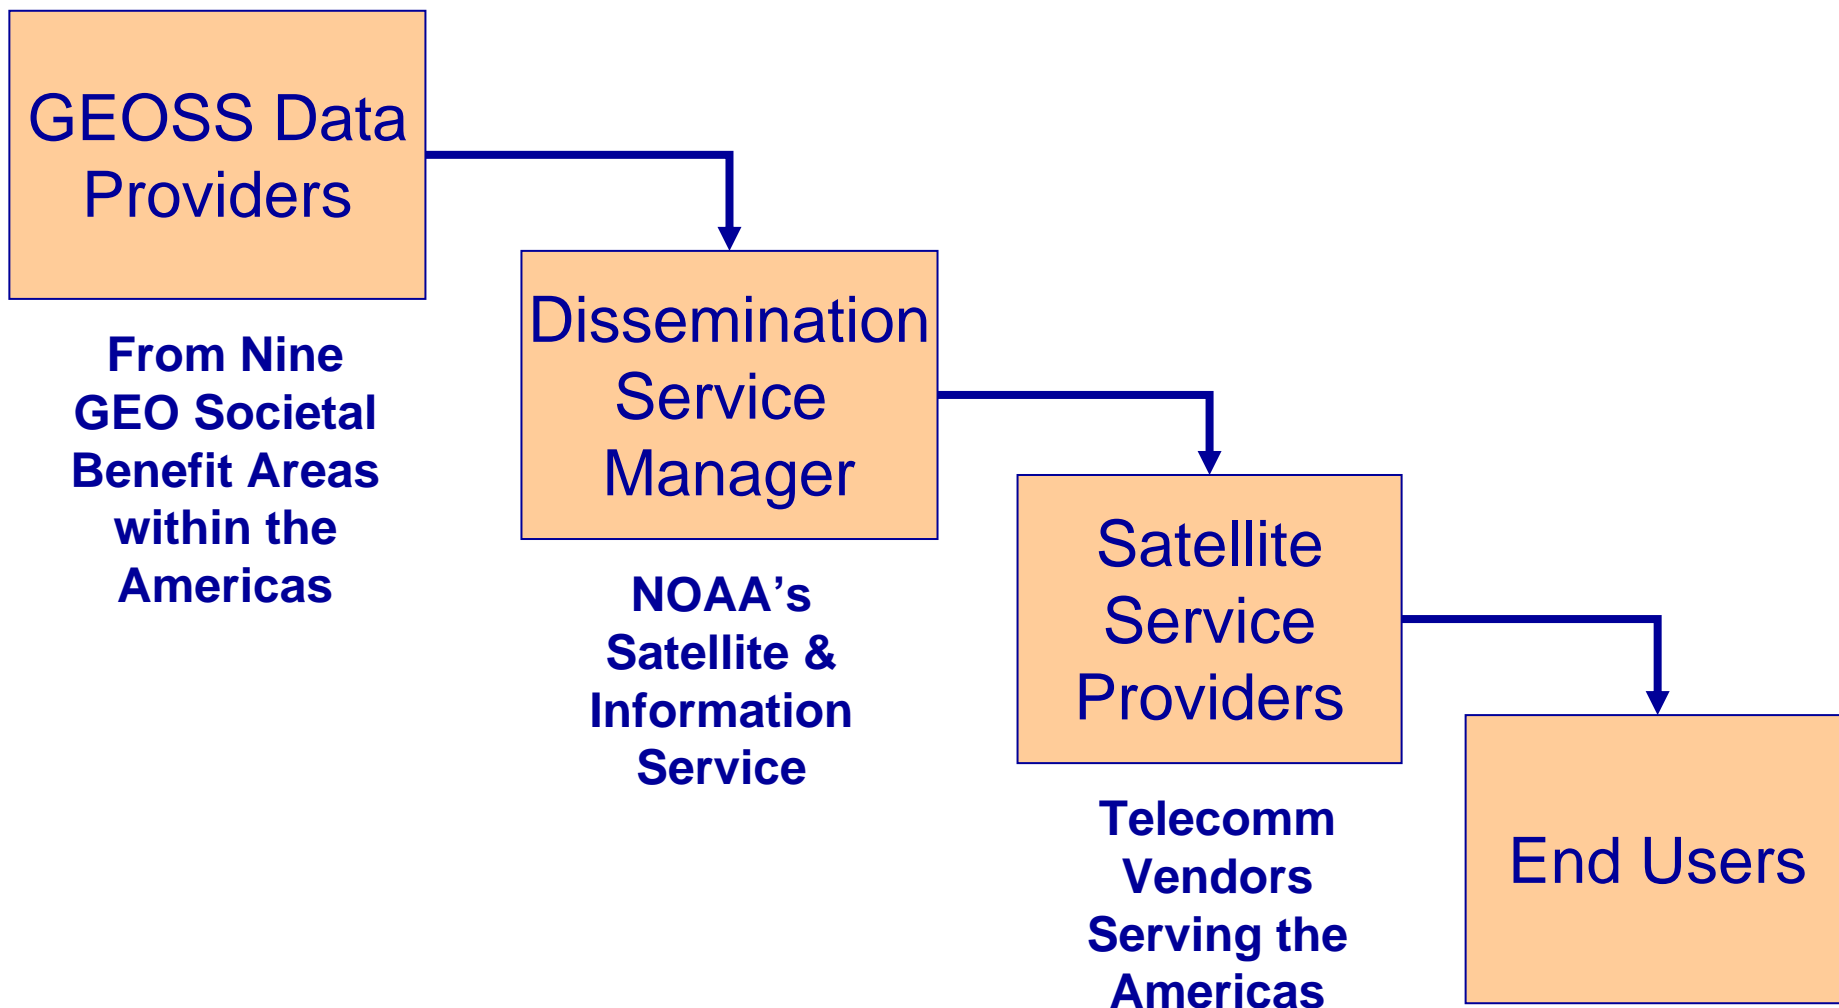 GEOSS Data
Providers
From Nine
GEO Societal
Benefit Areas
within the
Americas
Dissemination
Service
Manager
NOAA’s
Satellite &
Information
Service
Satellite
Service
Providers
Telecomm
Vendors
Serving the
Americas
End Users